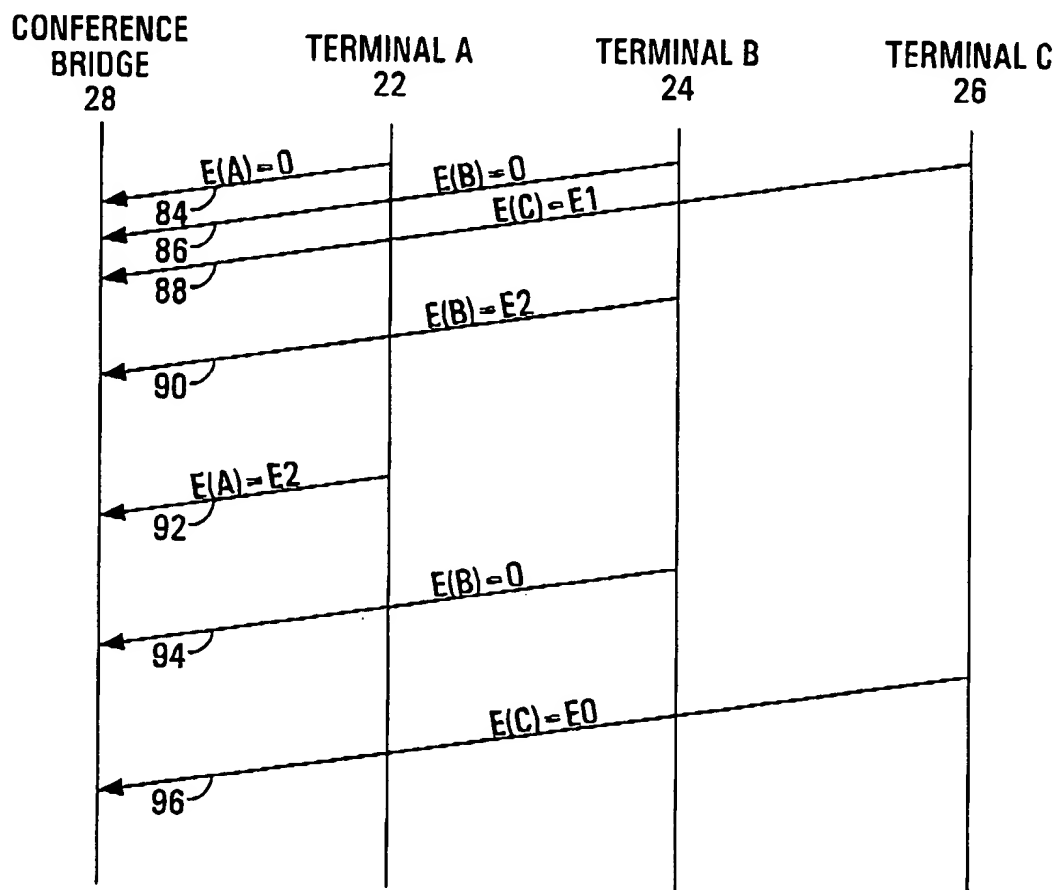 CONFERENCE
BRIDGE
28
TERMINAL A
22
TERMINAL B
24
TERMINAL C
26
E(A)=0
84
E(B)=0
86
E(C)=E1
88
E(B)=E2
90
E(A)=E2
92
E(B)=0
94
E(C)=E0
96